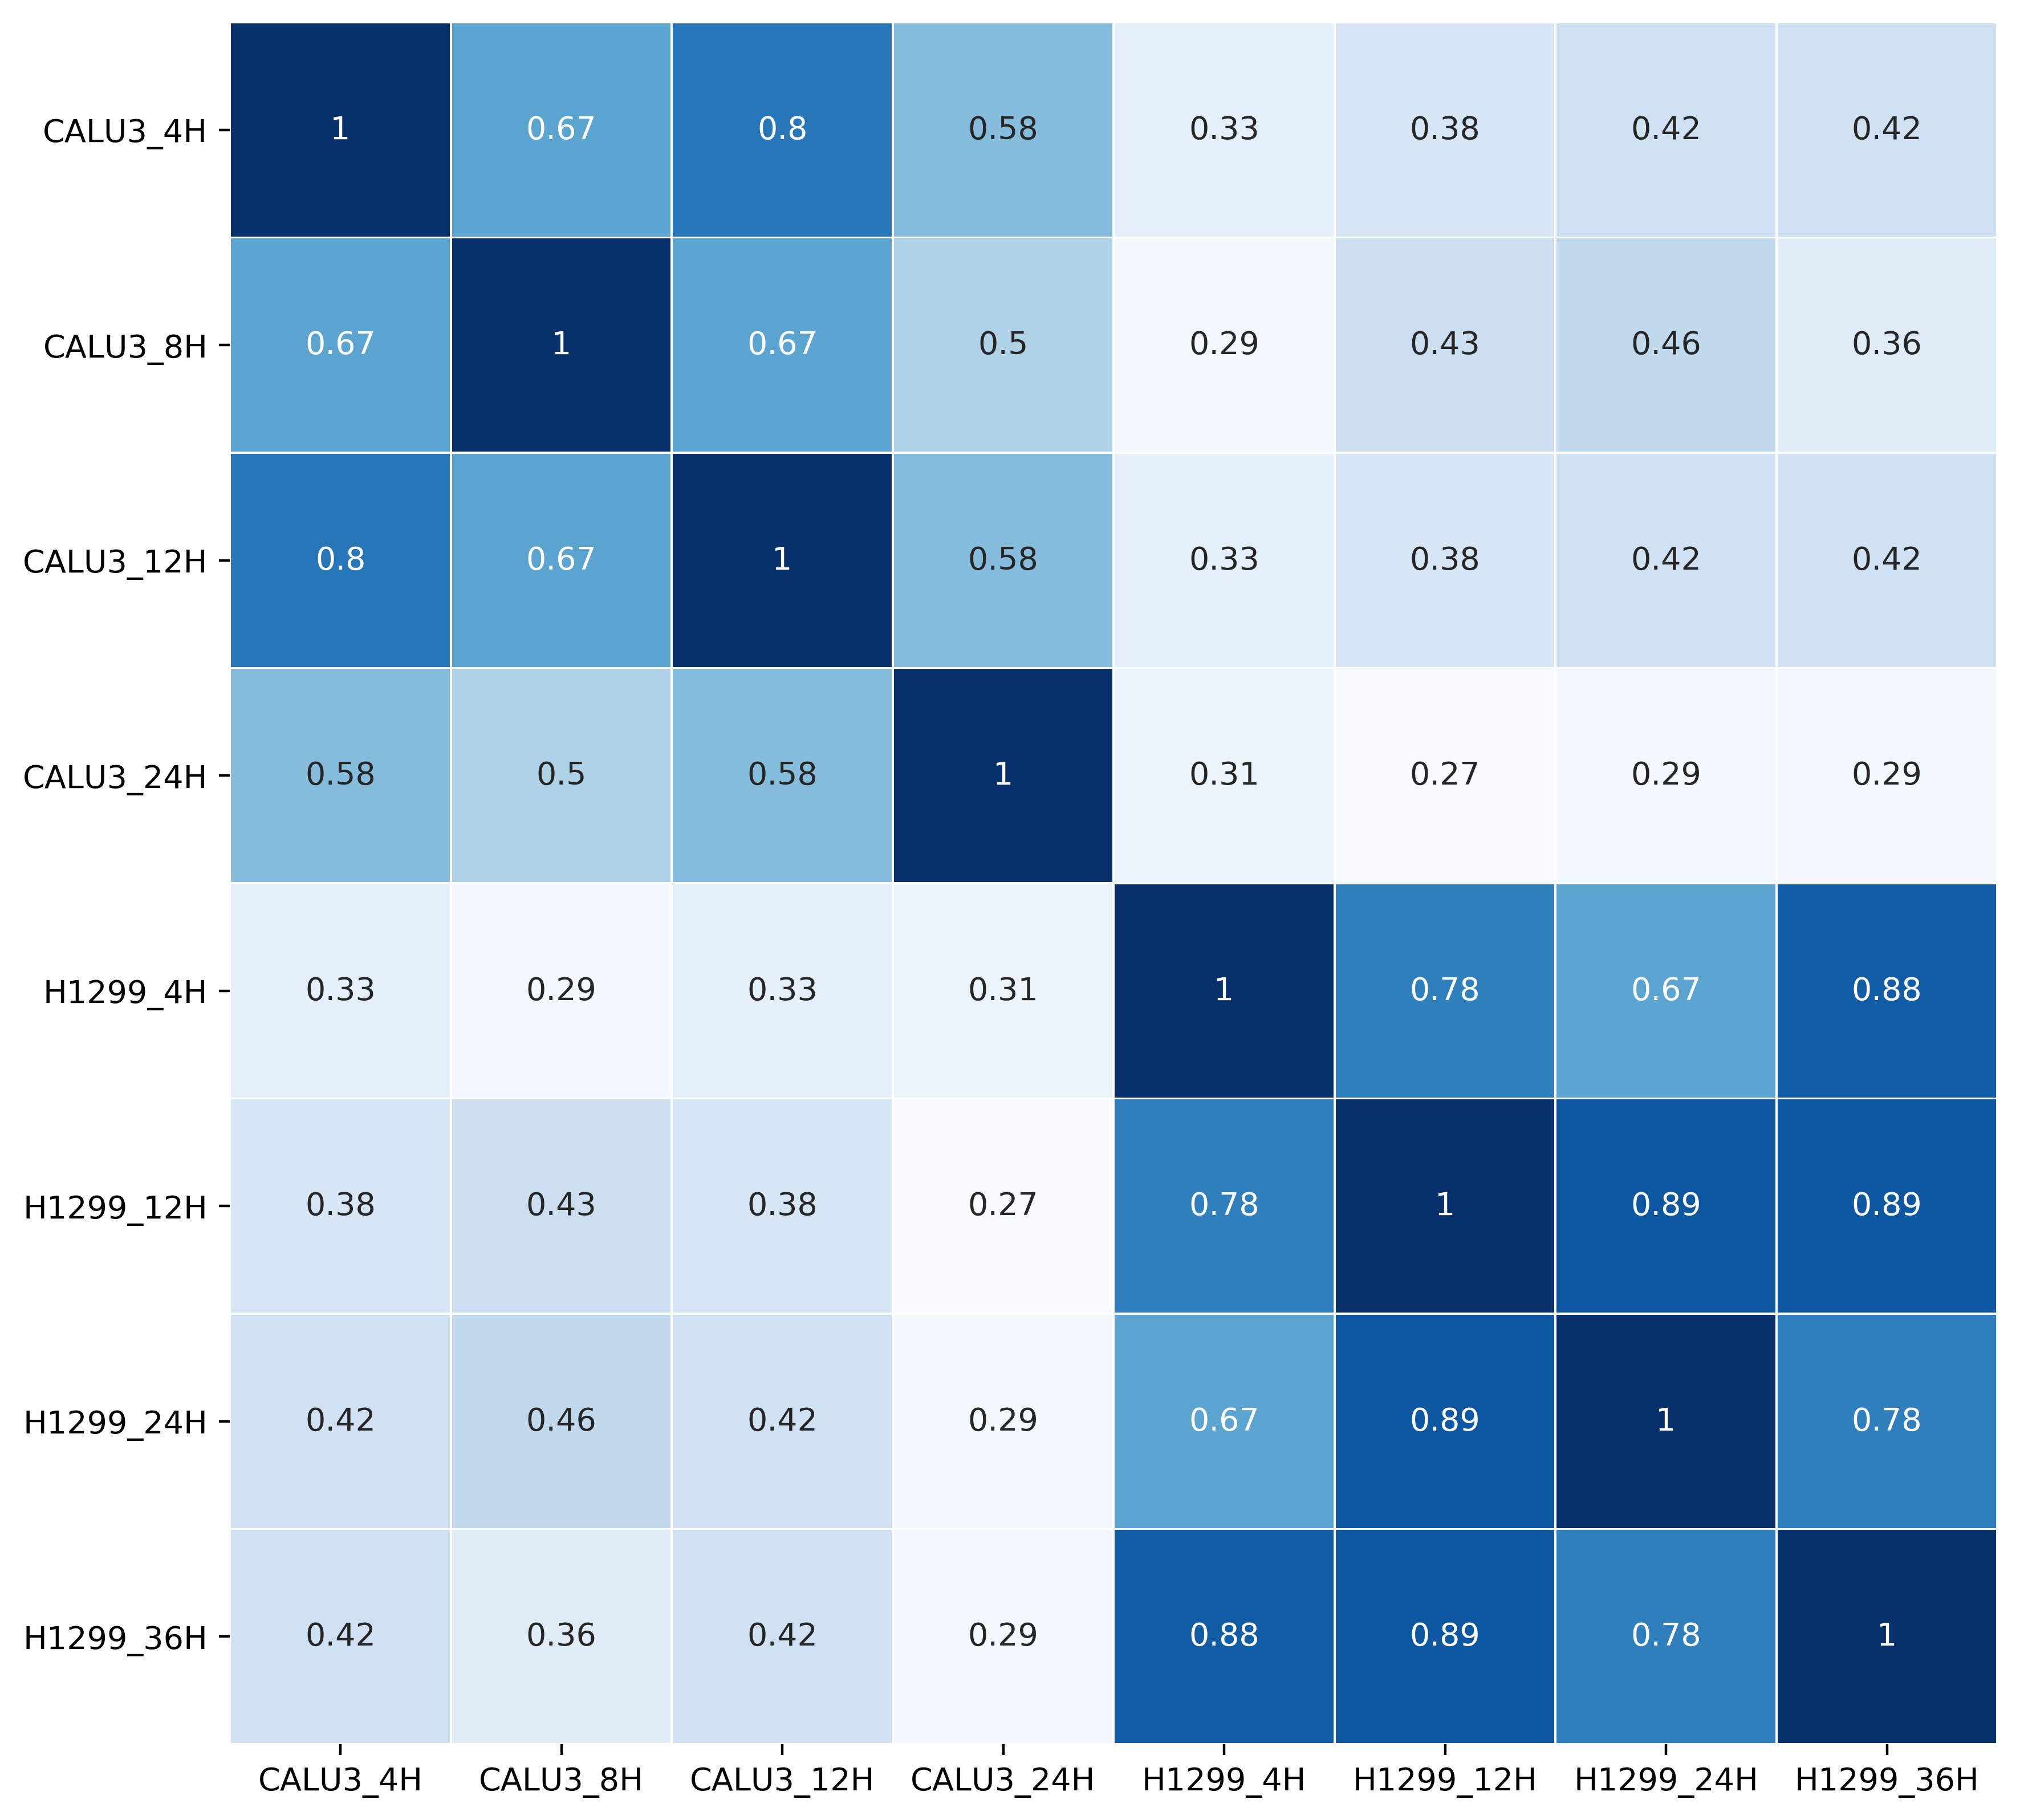 CALU3_4H 1 0.67 0.8 0.58 0.33 0.38 0.42 0.42
CALU3_8H 0.67 1 0.67 0.5 0.29 0.43 0.46 0.36
CALU3_12H 0.8 0.67 1 0.58 0.33 0.38 0.42 0.42
CALU3_24H 0.58 0.5 0.58 1 0.31 0.27 0.29 0.29
H1299_4H 0.33 0.29 0.33 0.31 1 0.78 0.67 0.88
H1299_12H 0.38 0.43 0.38 0.27 0.78 1 0.89 0.89
H1299_24H 0.42 0.46 0.42 0.29 0.67 0.89 1 0.78
H1299_36H 0.42 0.36 0.42 0.29 0.88 0.89 0.78 1
CALU3_4H CALU3_8H CALU3_12H CALU3_24H H1299_4H H1299_12H H1299_24H H1299_36H